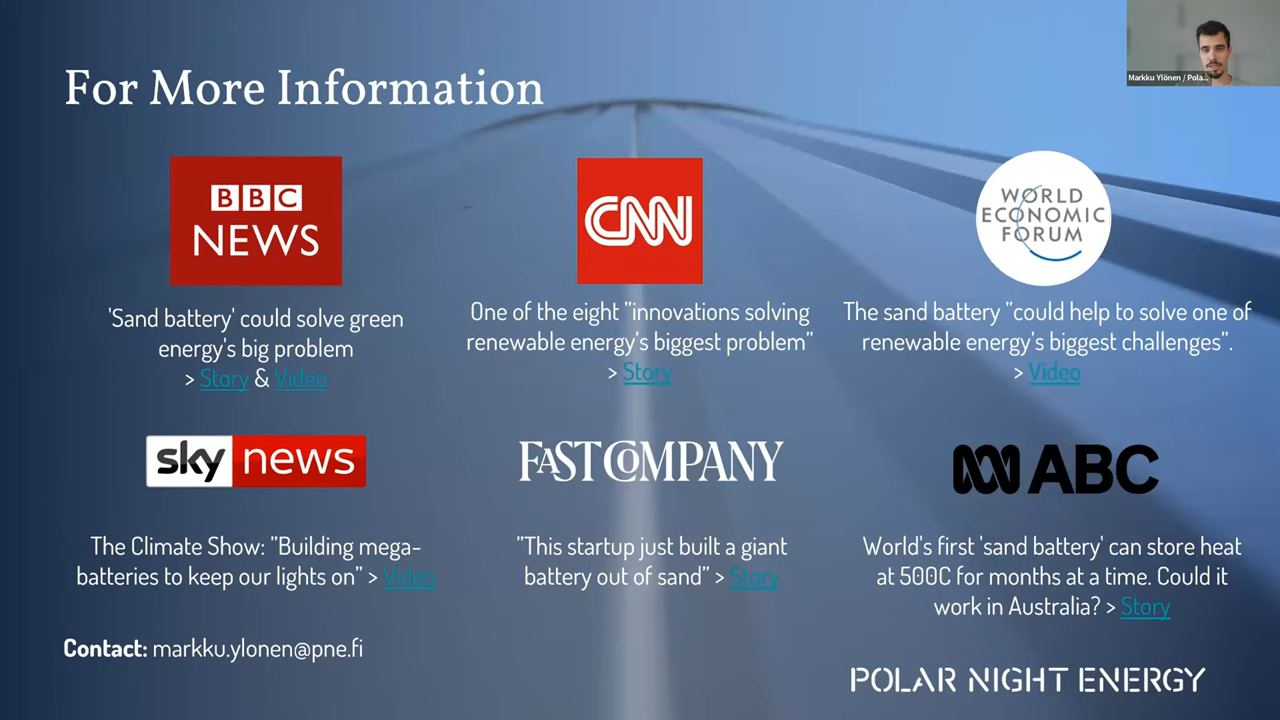 Markku Ylönen / Pola...
For More Information
BBC
NEWS
'Sand battery' could solve green
energy's big problem
> Story & Video
CNN
One of the eight ”innovations solving
renewable energy’s biggest problem”
> Story
WORLD
ECONOMIC
FORUM
The sand battery ”could help to solve one of
renewable energy’s biggest challenges”.
> Video
sky news
The Climate Show: ”Building mega-
batteries to keep our lights on” > Video
FAST COMPANY
”This startup just built a giant
battery out of sand” > Story
ABC
World's first 'sand battery' can store heat
at 500C for months at a time. Could it
work in Australia? > Story
Contact: markku.ylonen@pne.fi
POLAR NIGHT ENERGY